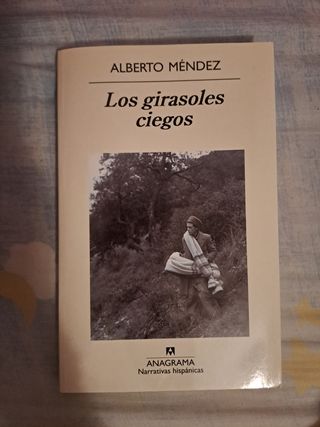 ALBERTO MÉNDEZ
Los girasoles
ciegos
ANAGRAMA
Narrativas hispánicas